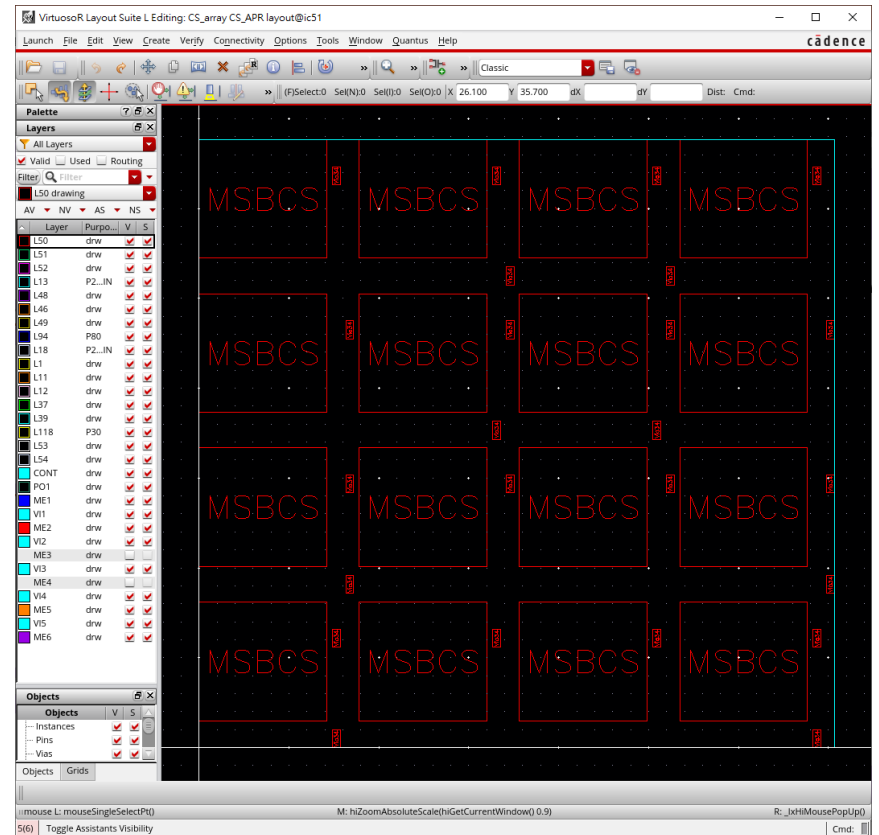 VirtuosoR Layout Suite L Editing: CS_array CS_APR layout@ic51
Launch File Edit View Create Verify Connectivity Options Tools Window Quantus Help
cādence
» » » Classic
» (F)Select:0 Sel(N):0 Sel(I):0 Sel(O):0 X 26.100 Y 35.700 dX dY Dist: Cmd:
Palette
Layers
All Layers
Valid Used Routing
Filter Filter
L50 drawing
AV NV AS NS
Layer Purpo... V S
L50 drw
L51 drw
L52 drw
L13 P2...IN
L48 drw
L46 drw
L49 drw
L94 P80
L18 P2...IN
L1 drw
L11 drw
L12 drw
L37 drw
L39 drw
L118 P30
L53 drw
L54 drw
CONT drw
PO1 drw
ME1 drw
VI1 drw
ME2 drw
VI2 drw
ME3 drw
VI3 drw
ME4 drw
VI4 drw
ME5 drw
VI5 drw
ME6 drw
Objects
Objects V S
Instances
Pins
Vias
Objects Grids
MSBCS MSBCS MSBCS MSBCS
MSBCS MSBCS MSBCS MSBCS
MSBCS MSBCS MSBCS MSBCS
MSBCS MSBCS MSBCS MSBCS
mouse L: mouseSingleSelectPt() M: hiZoomAbsoluteScale(hiGetCurrentWindow() 0.9) R: _lxHiMousePopUp()
5(6) Toggle Assistants Visibility Cmd: